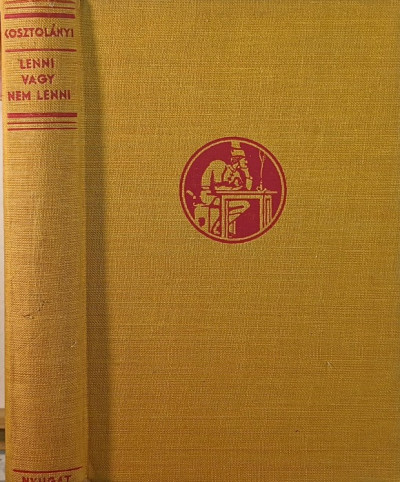 KOSZTOLÁNYI
LENNI
VAGY
NEM LENNI
NYUGAT